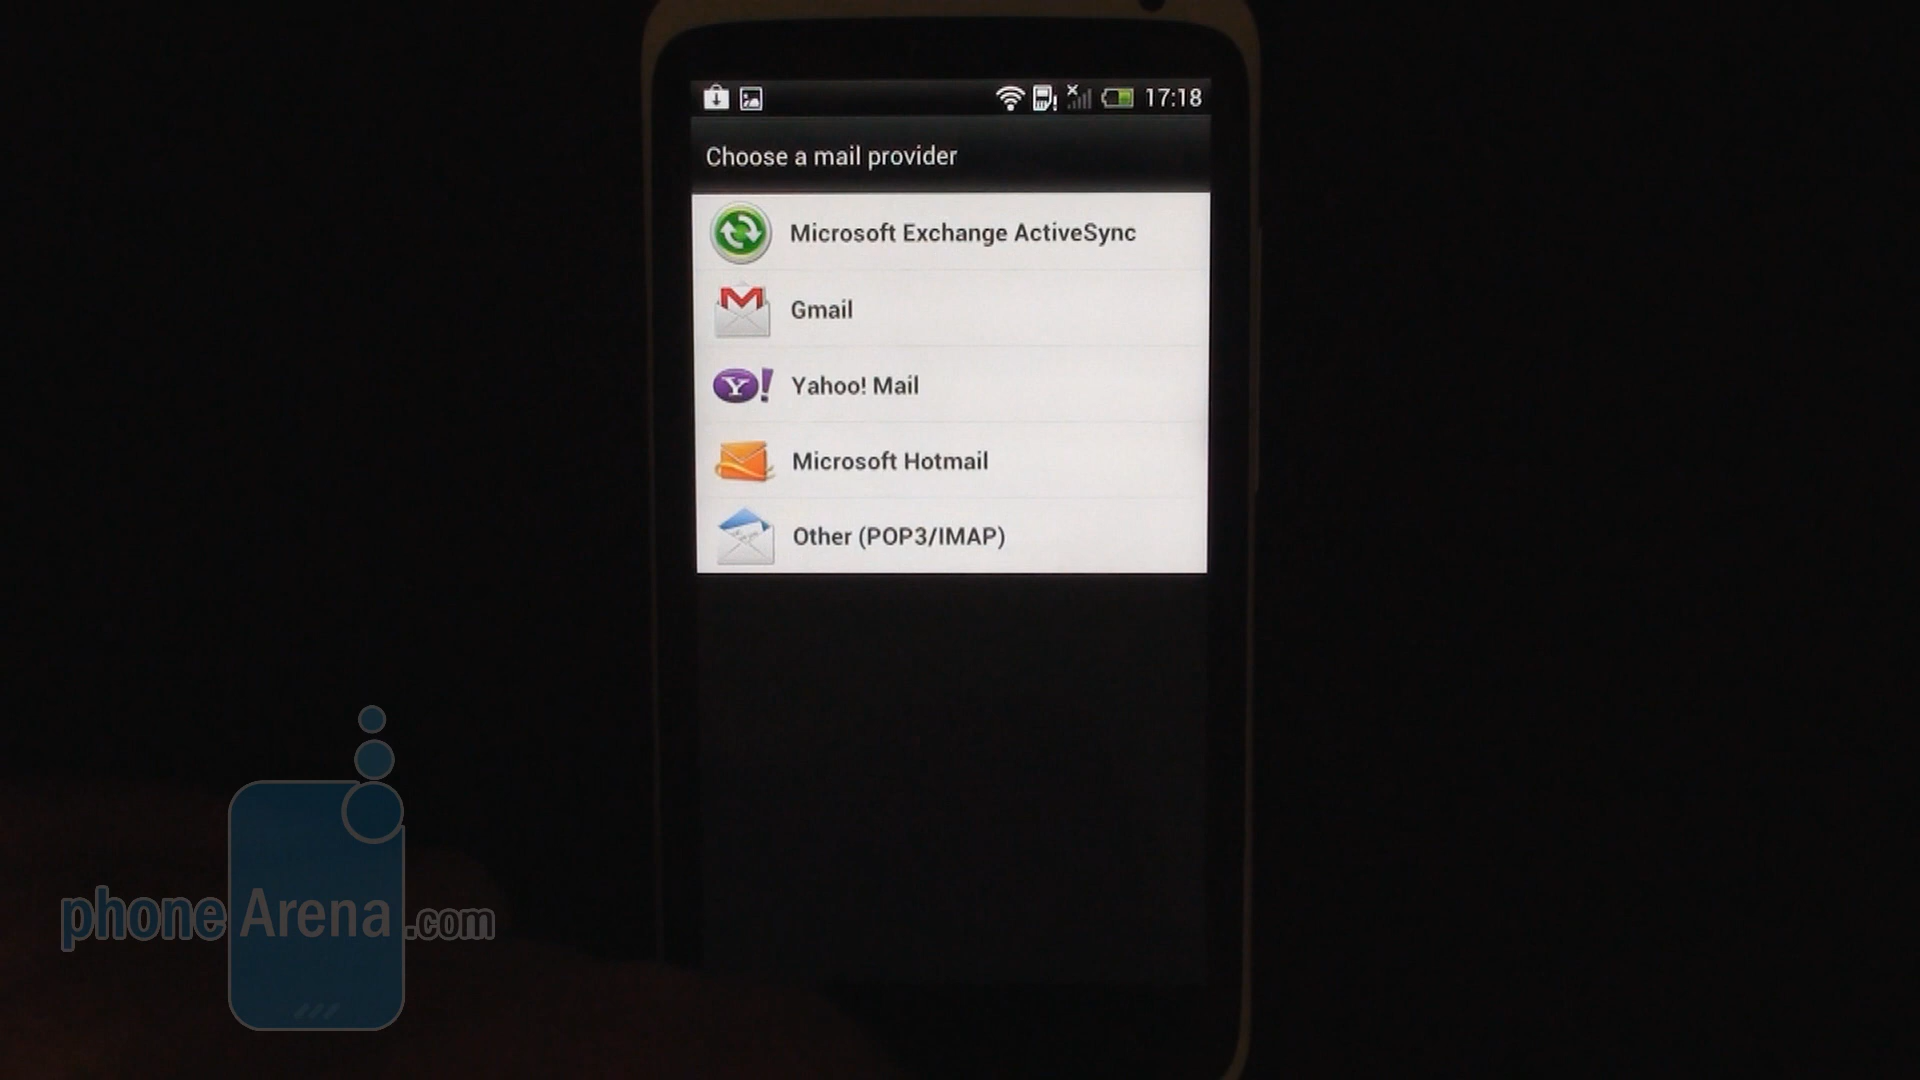 17:18
Choose a mail provider
Microsoft Exchange ActiveSync
Gmail
Yahoo! Mail
Microsoft Hotmail
Other (POP3/IMAP)
phoneArena.com